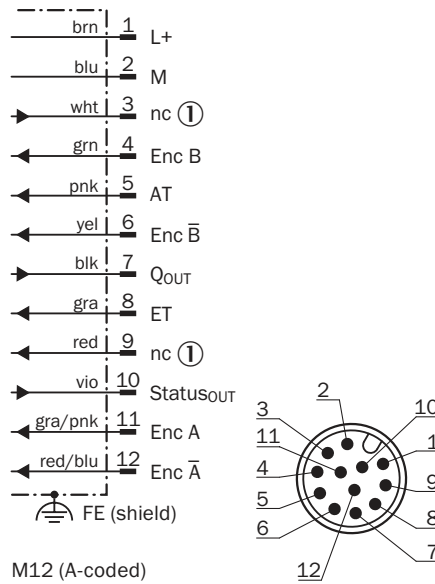 brn 1 L+
blu 2 M
wht 3 nc ①
grn 4 Enc B
pnk 5 AT
yel 6 Enc B̅
blk 7 QOUT
gra 8 ET
red 9 nc ①
vio 10 StatusOUT
gra/pnk 11 Enc A
red/blu 12 Enc A̅
FE (shield)
M12 (A-coded)
2
10
3
1
11
4
9
5
8
6
7
12